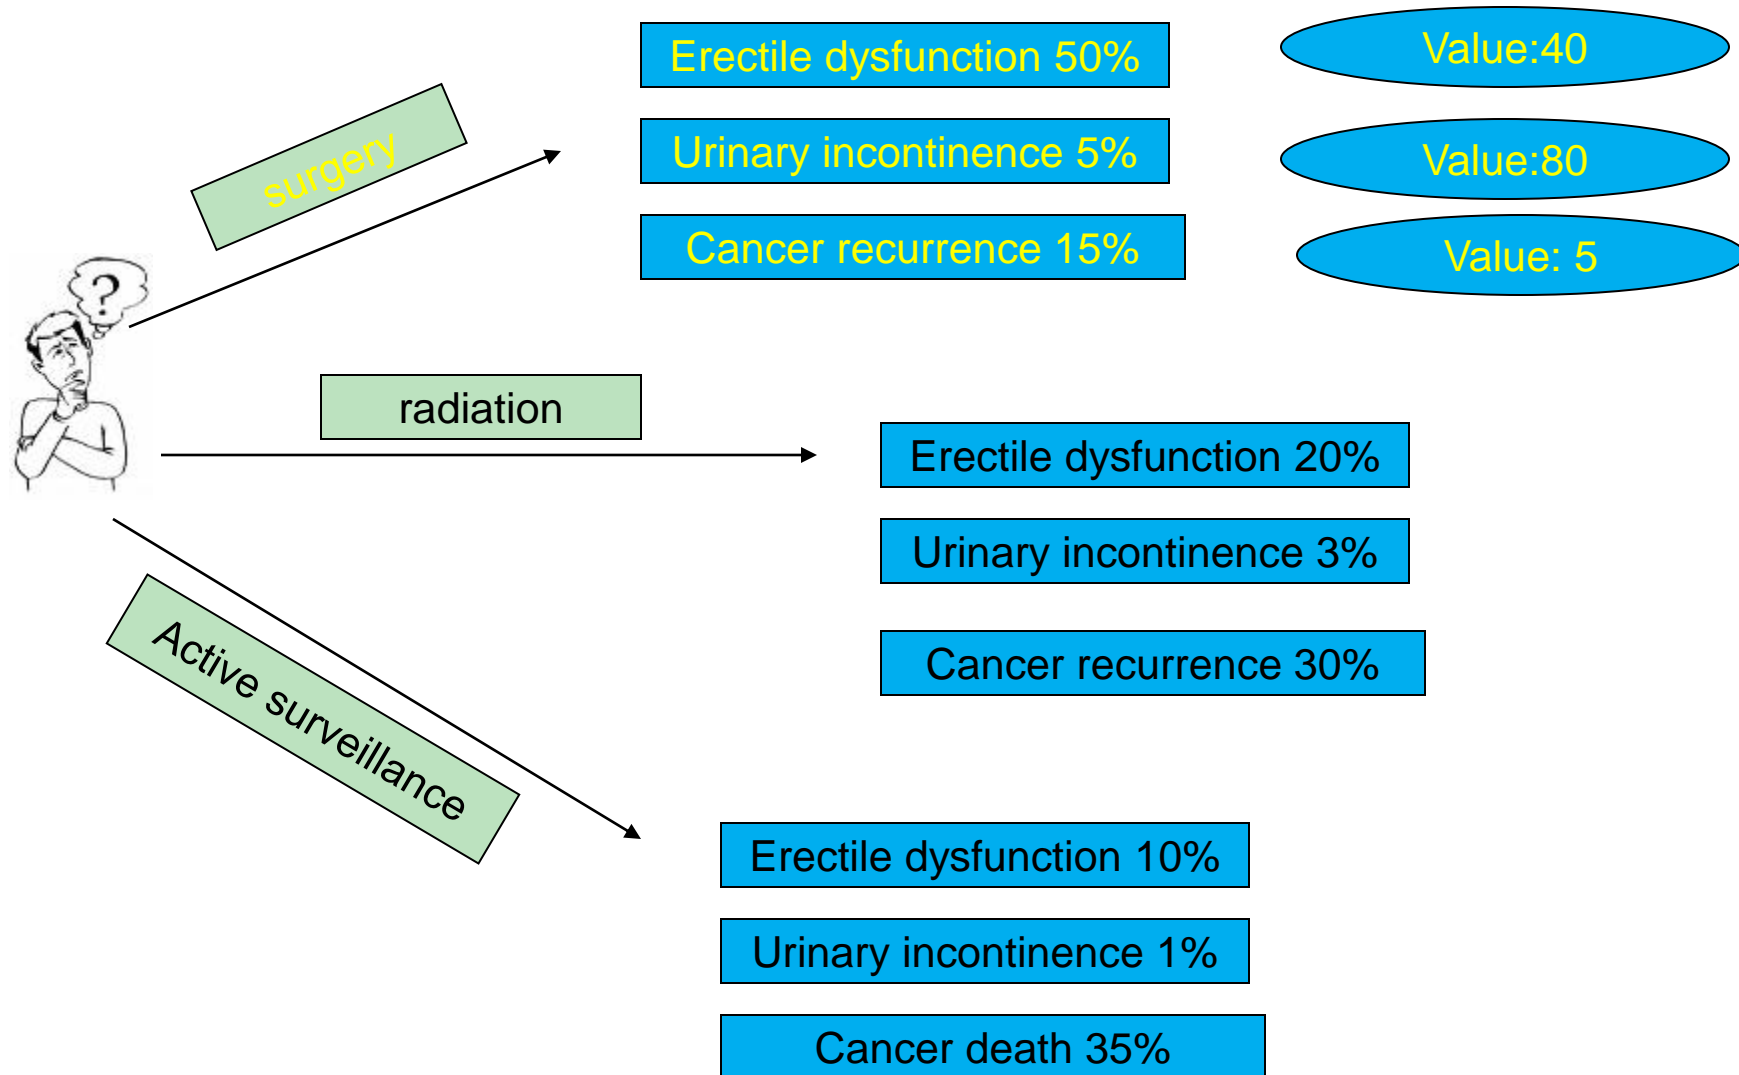 Erectile dysfunction 50%
Value:40
surgery
Urinary incontinence 5%
Value:80
Cancer recurrence 15%
Value: 5
?
radiation
Erectile dysfunction 20%
Urinary incontinence 3%
Cancer recurrence 30%
Active surveillance
Erectile dysfunction 10%
Urinary incontinence 1%
Cancer death 35%